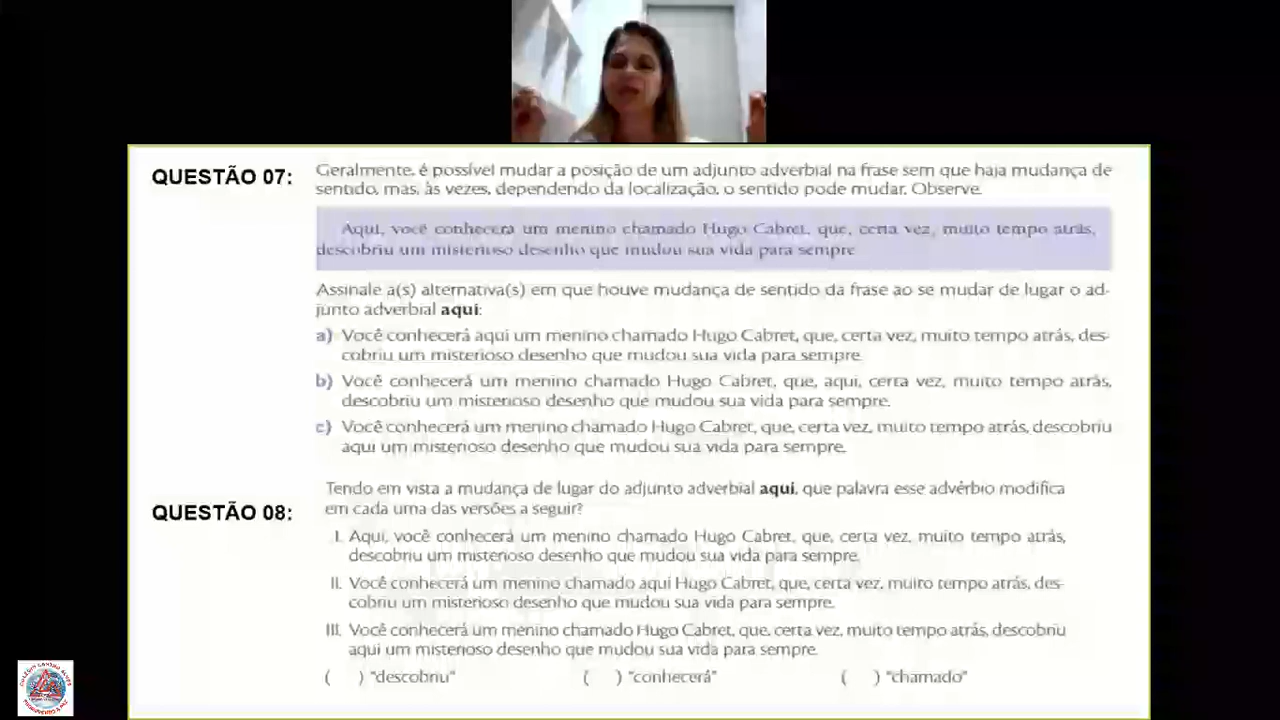 QUESTÃO 07:
Geralmente, é possível mudar a posição de um adjunto adverbial na frase sem que haja mudança de
sentido, mas, às vezes, dependendo da localização, o sentido pode mudar. Observe.
Aqui, você conhecerá um menino chamado Hugo Cabret, que, certa vez, muito tempo atrás,
descobriu um misterioso desenho que mudou sua vida para sempre
Assinale a(s) alternativa(s) em que houve mudança de sentido da frase ao se mudar de lugar o ad-
junto adverbial aqui:
a) Você conhecerá aqui um menino chamado Hugo Cabret, que, certa vez, muito tempo atrás, des-
cobriu um misterioso desenho que mudou sua vida para sempre.
b) Você conhecerá um menino chamado Hugo Cabret, que, aqui, certa vez, muito tempo atrás,
descobriu um misterioso desenho que mudou sua vida para sempre.
c) Você conhecerá um menino chamado Hugo Cabret, que, certa vez, muito tempo atrás, descobriu
aqui um misterioso desenho que mudou sua vida para sempre.
QUESTÃO 08:
Tendo em vista a mudança de lugar do adjunto adverbial aqui, que palavra esse advérbio modifica
em cada uma das versões a seguir?
I. Aqui, você conhecerá um menino chamado Hugo Cabret, que, certa vez, muito tempo atrás,
descobriu um misterioso desenho que mudou sua vida para sempre.
II. Você conhecerá um menino chamado aqui Hugo Cabret, que, certa vez, muito tempo atrás, des-
cobriu um misterioso desenho que mudou sua vida para sempre.
III. Você conhecerá um menino chamado Hugo Cabret, que, certa vez, muito tempo atrás, descobriu
aqui um misterioso desenho que mudou sua vida para sempre.
( ) "descobriu" ( ) "conhecerá" ( ) "chamado"